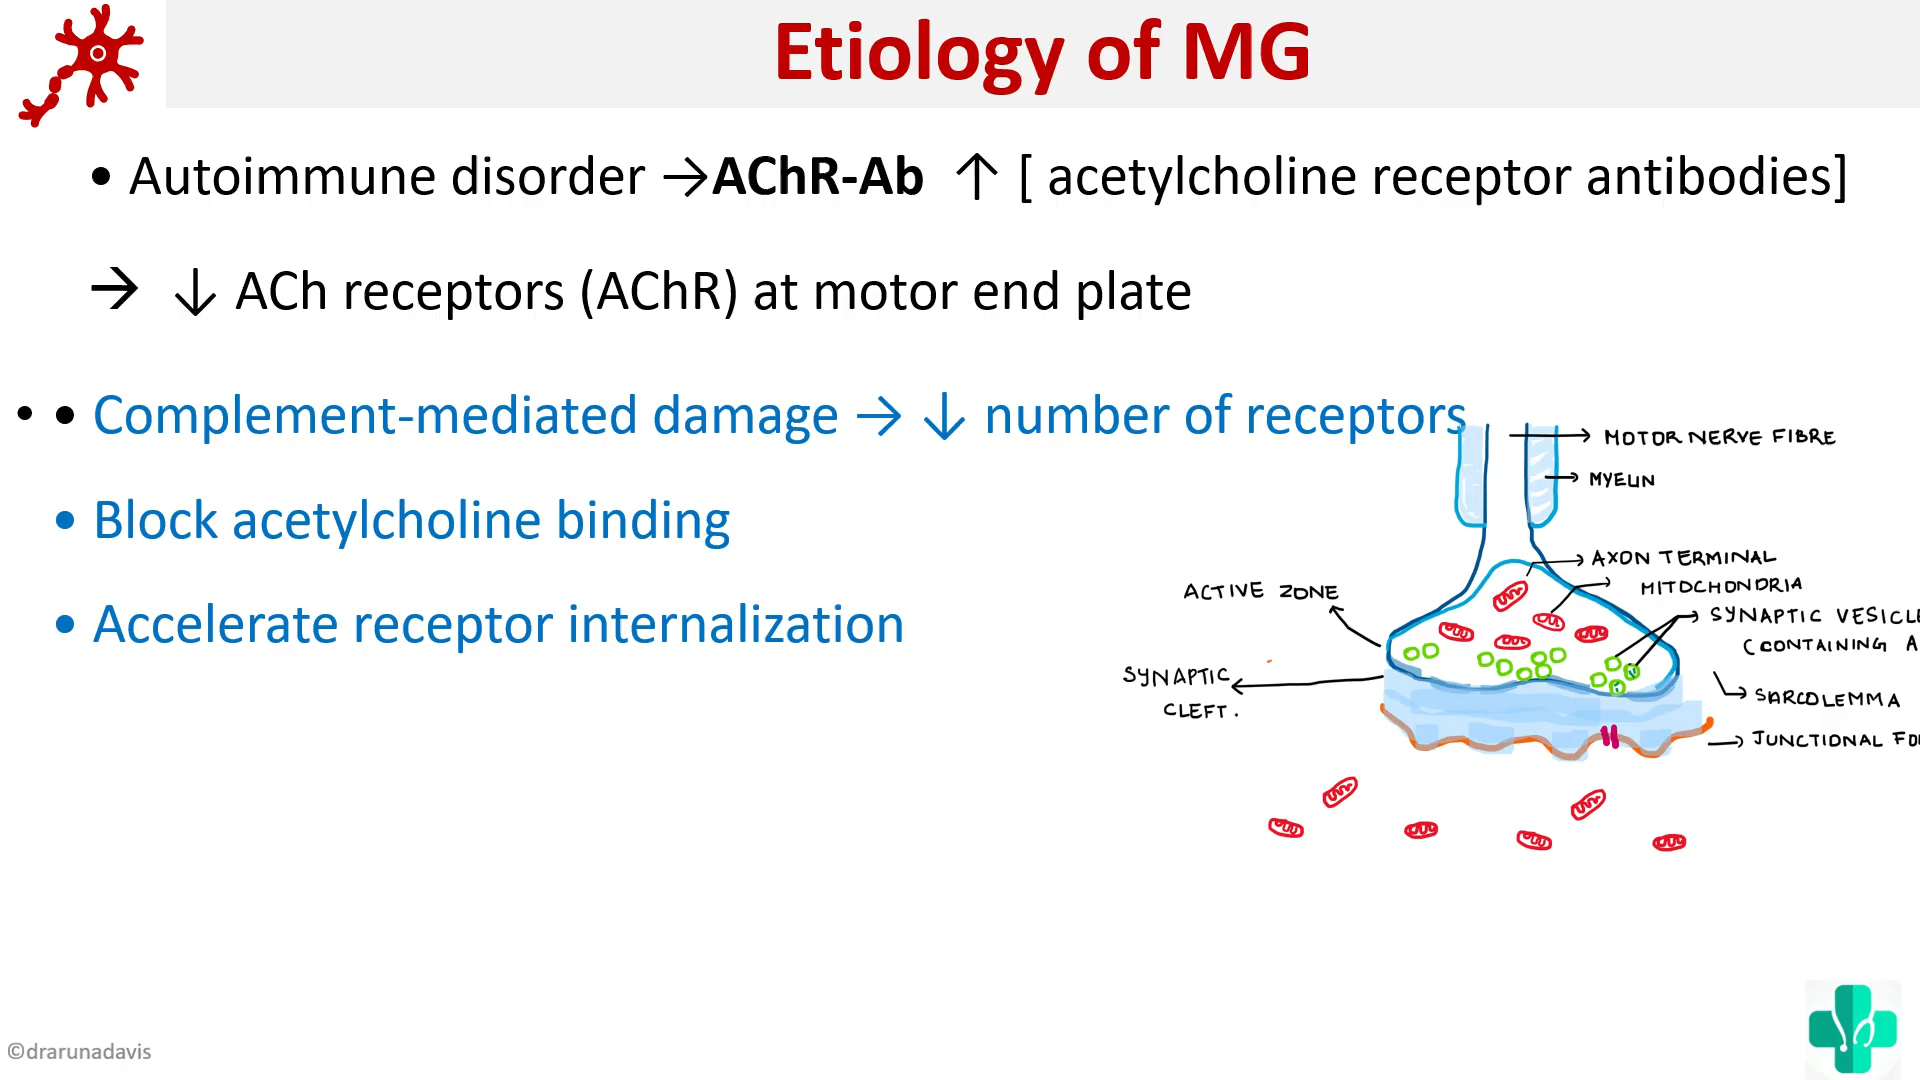 Etiology of MG
• Autoimmune disorder →AChR-Ab ↑ [ acetylcholine receptor antibodies]
→ ↓ ACh receptors (AChR) at motor end plate
• • Complement-mediated damage → ↓ number of receptors
• Block acetylcholine binding
• Accelerate receptor internalization
MOTOR NERVE FIBRE
MYELIN
AXON TERMINAL
MITOCHONDRIA
ACTIVE ZONE
SYNAPTIC VESICLE
(CONTAINING A
SYNAPTIC
CLEFT.
SARCOLEMMA
JUNCTIONAL FO
©drarunadavis